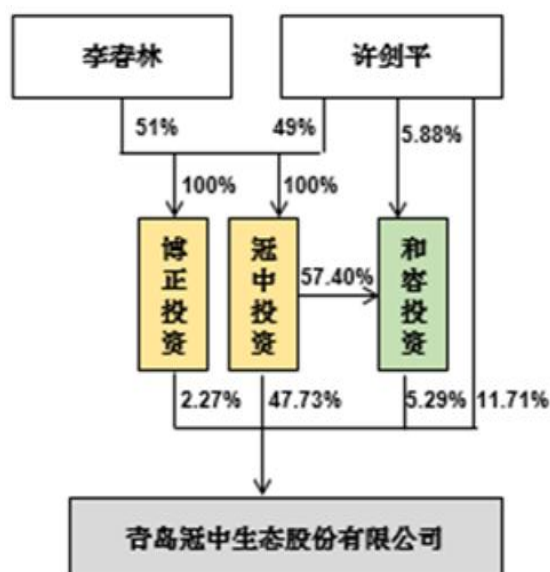 李春林
许剑平
51%
49%
5.88%
100%
100%
博正投资
冠中投资
57.40%
和容投资
2.27%
47.73%
5.29%
11.71%
青岛冠中生态股份有限公司